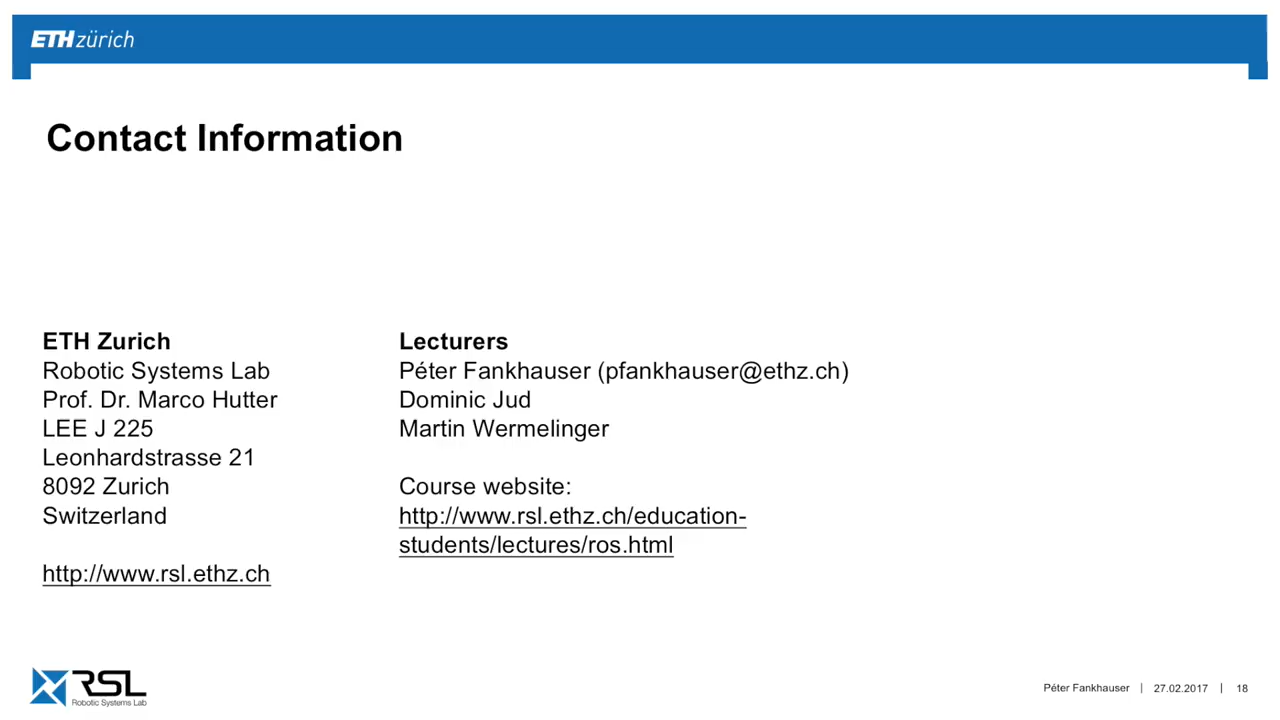 ETH zürich
Contact Information
ETH Zurich
Robotic Systems Lab
Prof. Dr. Marco Hutter
LEE J 225
Leonhardstrasse 21
8092 Zurich
Switzerland
http://www.rsl.ethz.ch
Lecturers
Péter Fankhauser (pfankhauser@ethz.ch)
Dominic Jud
Martin Wermelinger
Course website:
http://www.rsl.ethz.ch/education-
students/lectures/ros.html
RSL
Robotic Systems Lab
Péter Fankhauser | 27.02.2017 | 18